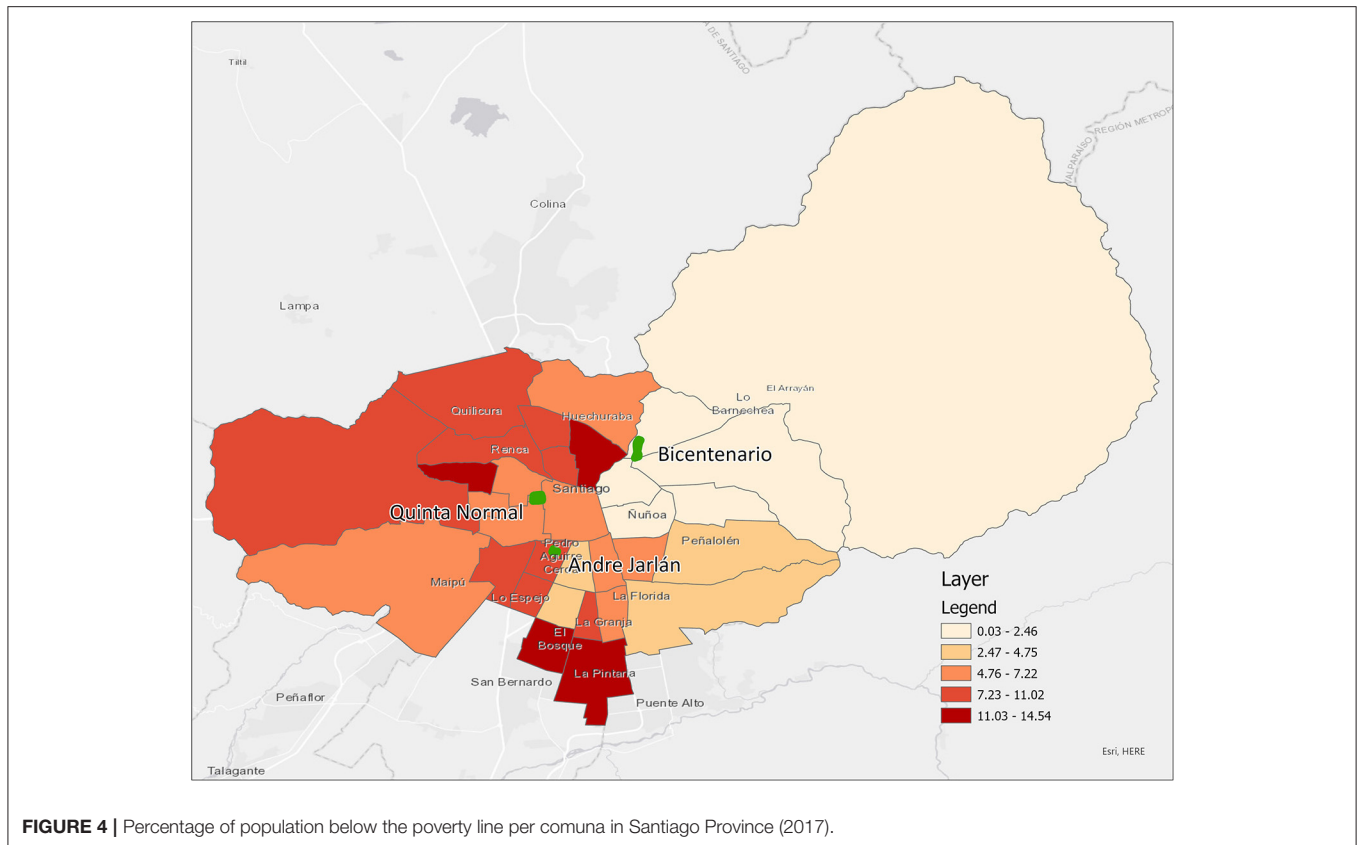 DE SANTIAGO
Tiltil
VALPARAÍSO
REGIÓN METROP
Colina
Lampa
El Arrayán
Lo
Barnechea
Quilicura
Huechuraba
Renca
Bicentenario
Santiago
Quinta Normal
Ñuñoa
Pedro
Aguirre
Cerda
Peñalolén
Andre Jarlán
Maipú
Lo Espejo
La Florida
La Granja
El
Bosque
La Pintana
San Bernardo
Peñaflor
Puente Alto
Talagante
Layer
Legend
0.03 - 2.46
2.47 - 4.75
4.76 - 7.22
7.23 - 11.02
11.03 - 14.54
Esri, HERE
FIGURE 4 | Percentage of population below the poverty line per comuna in Santiago Province (2017).